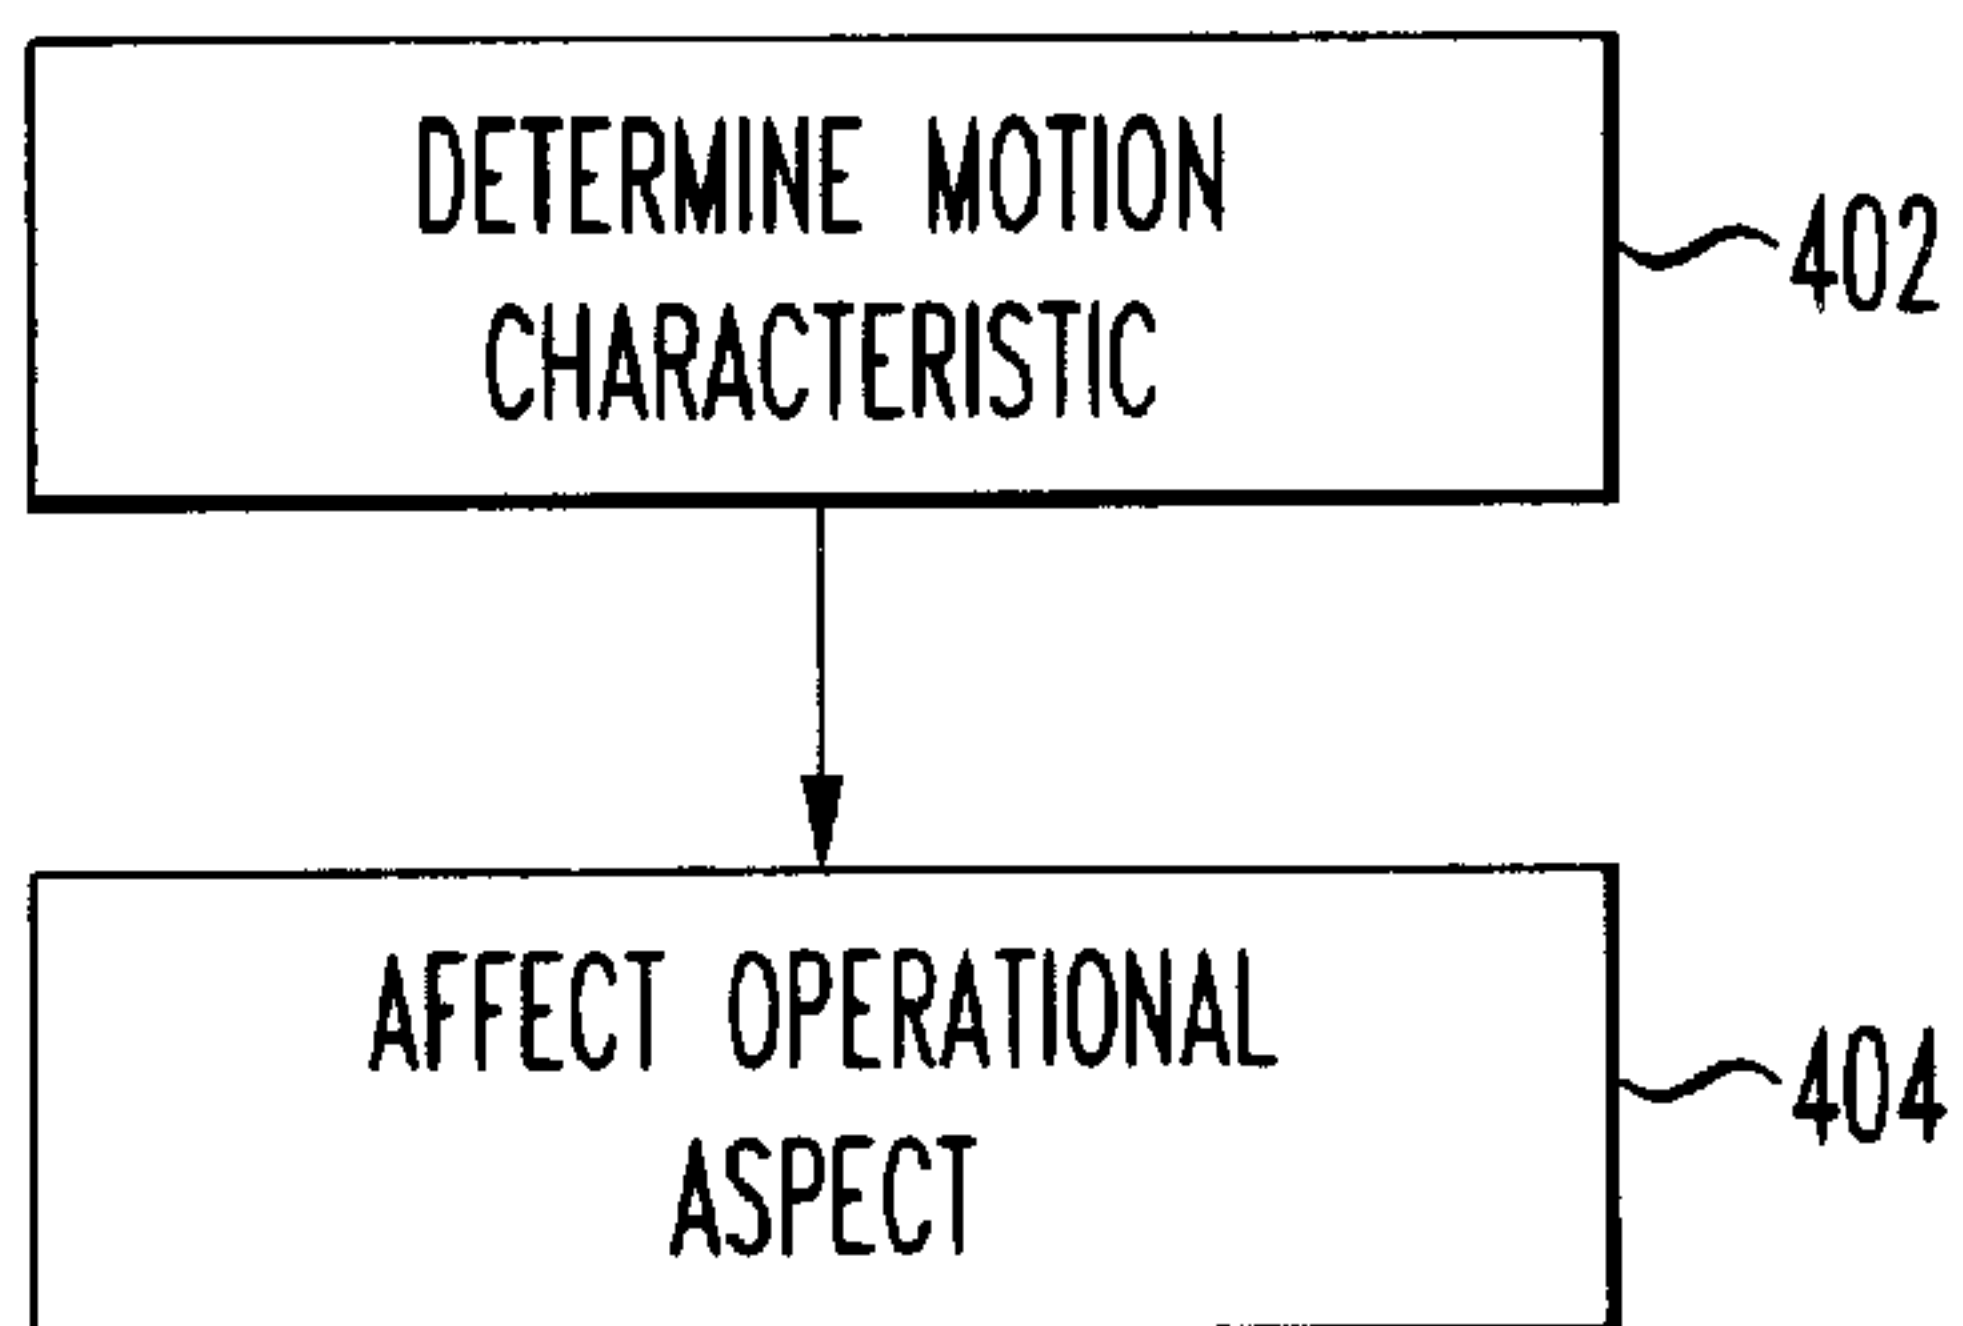 DETERMINE MOTION
CHARACTERISTIC
402
AFFECT OPERATIONAL
ASPECT
404